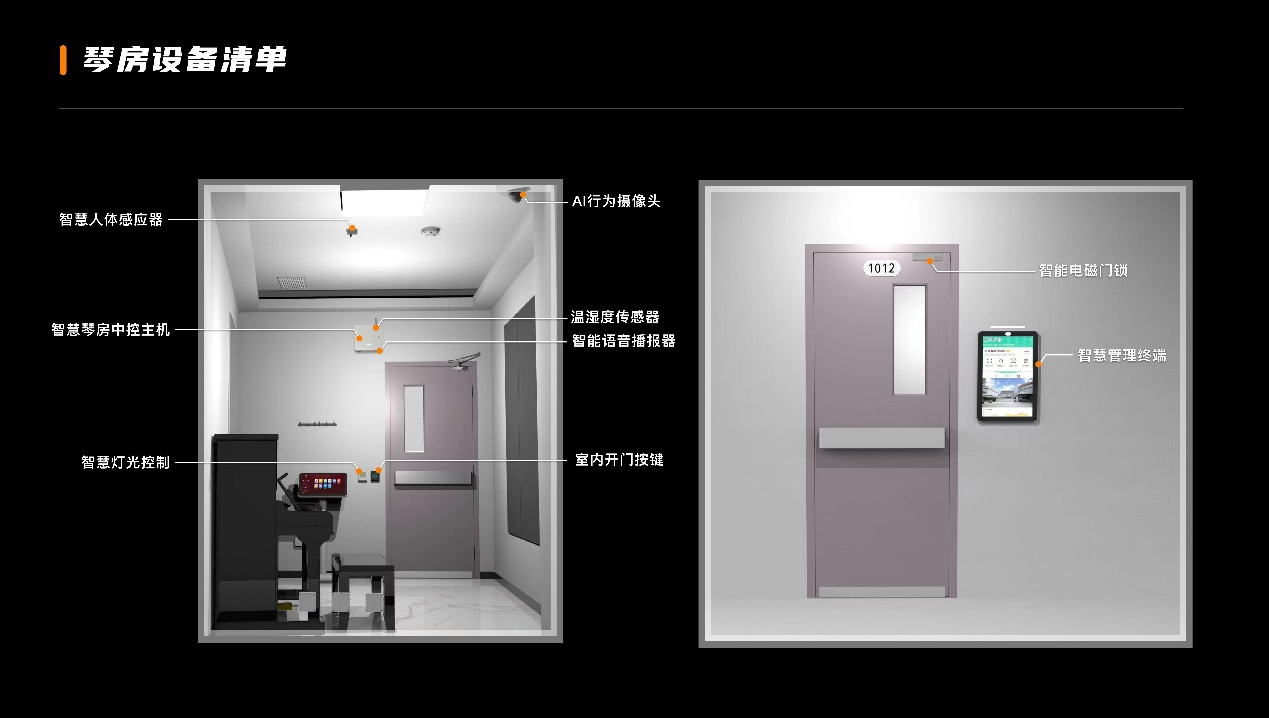 琴房设备清单
AI行为摄像头
智慧人体感应器
温湿度传感器
智慧琴房中控主机
智能语音播报器
智慧灯光控制
室内开门按键
1012
智能电磁门锁
智慧管理终端